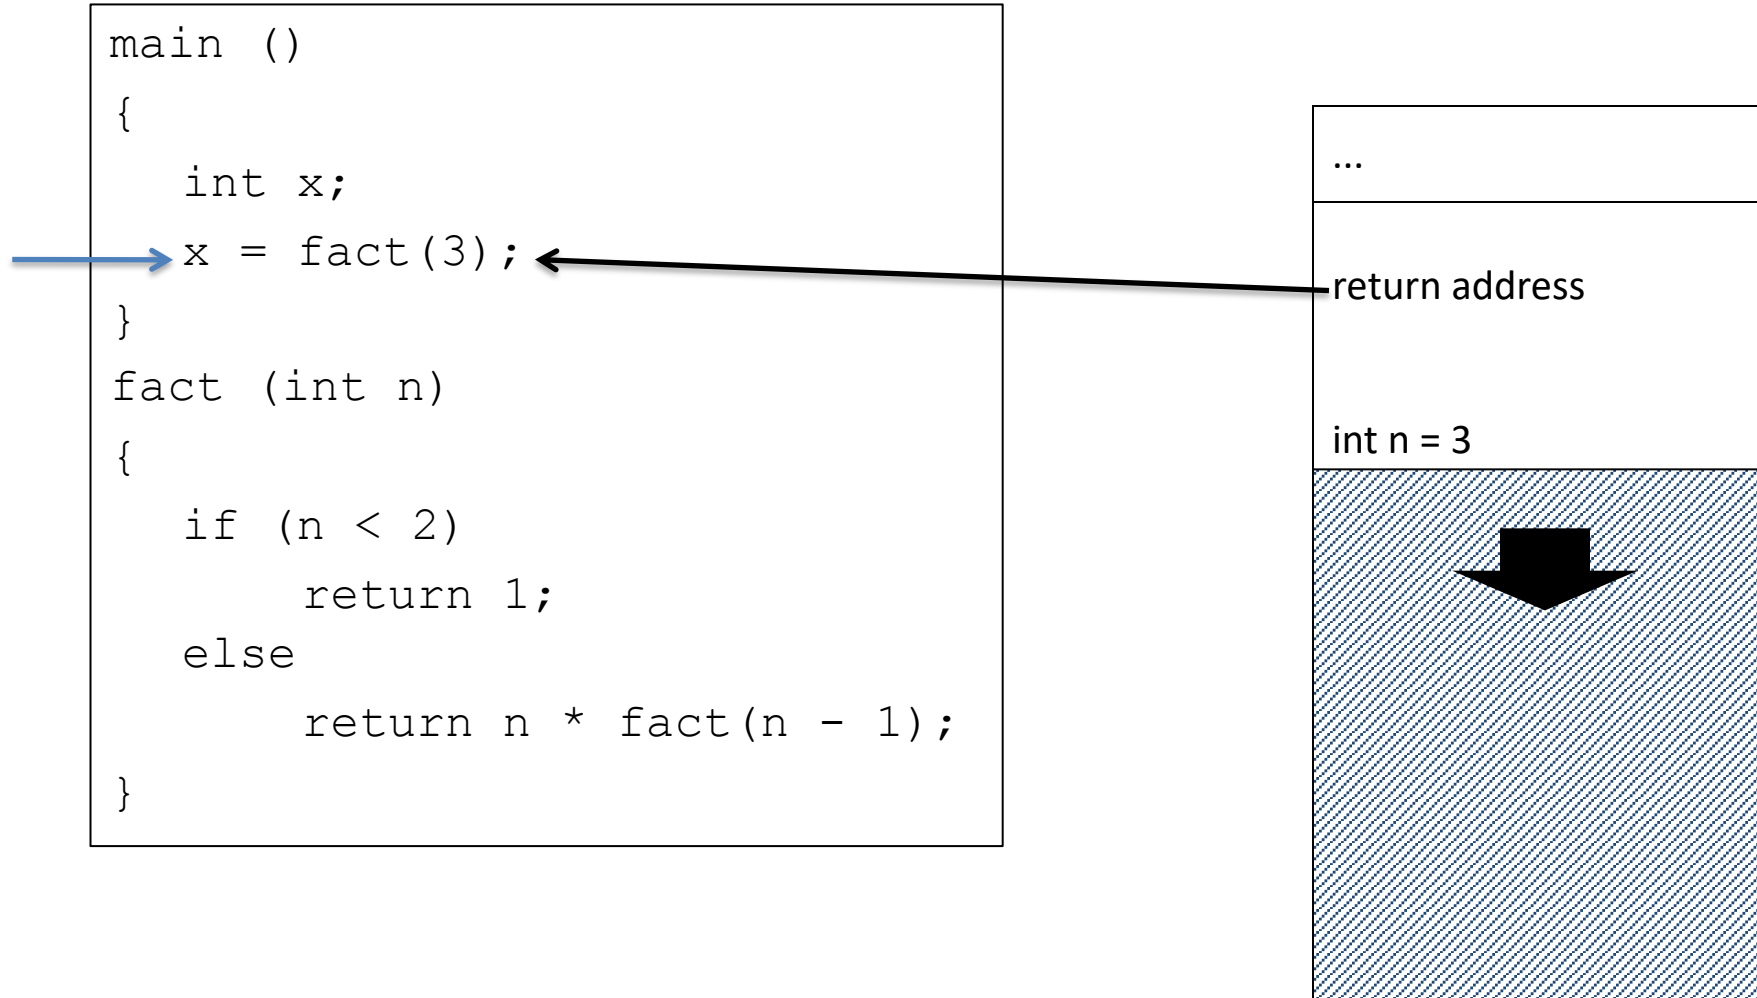 main ()
{
int x;
x = fact(3);
}
fact (int n)
{
if (n < 2)
return 1;
else
return n * fact(n - 1);
}
...
return address
int n = 3